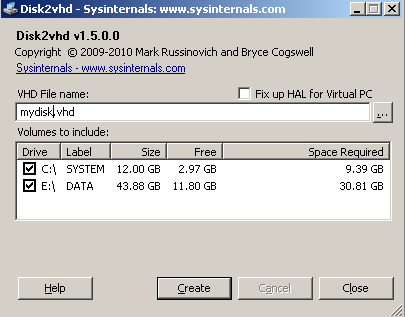 Disk2vhd - Sysinternals: www.sysinternals.com
Disk2vhd v1.5.0.0
Copyright © 2009-2010 Mark Russinovich and Bryce Cogswell
Sysinternals - www.sysinternals.com
VHD File name:
Fix up HAL for Virtual PC
mydisk.vhd
...
Volumes to include:
Drive Label Size Free Space Required
C:\ SYSTEM 12.00 GB 2.97 GB 9.39 GB
E:\ DATA 43.88 GB 11.80 GB 30.81 GB
Help Create Cancel Close